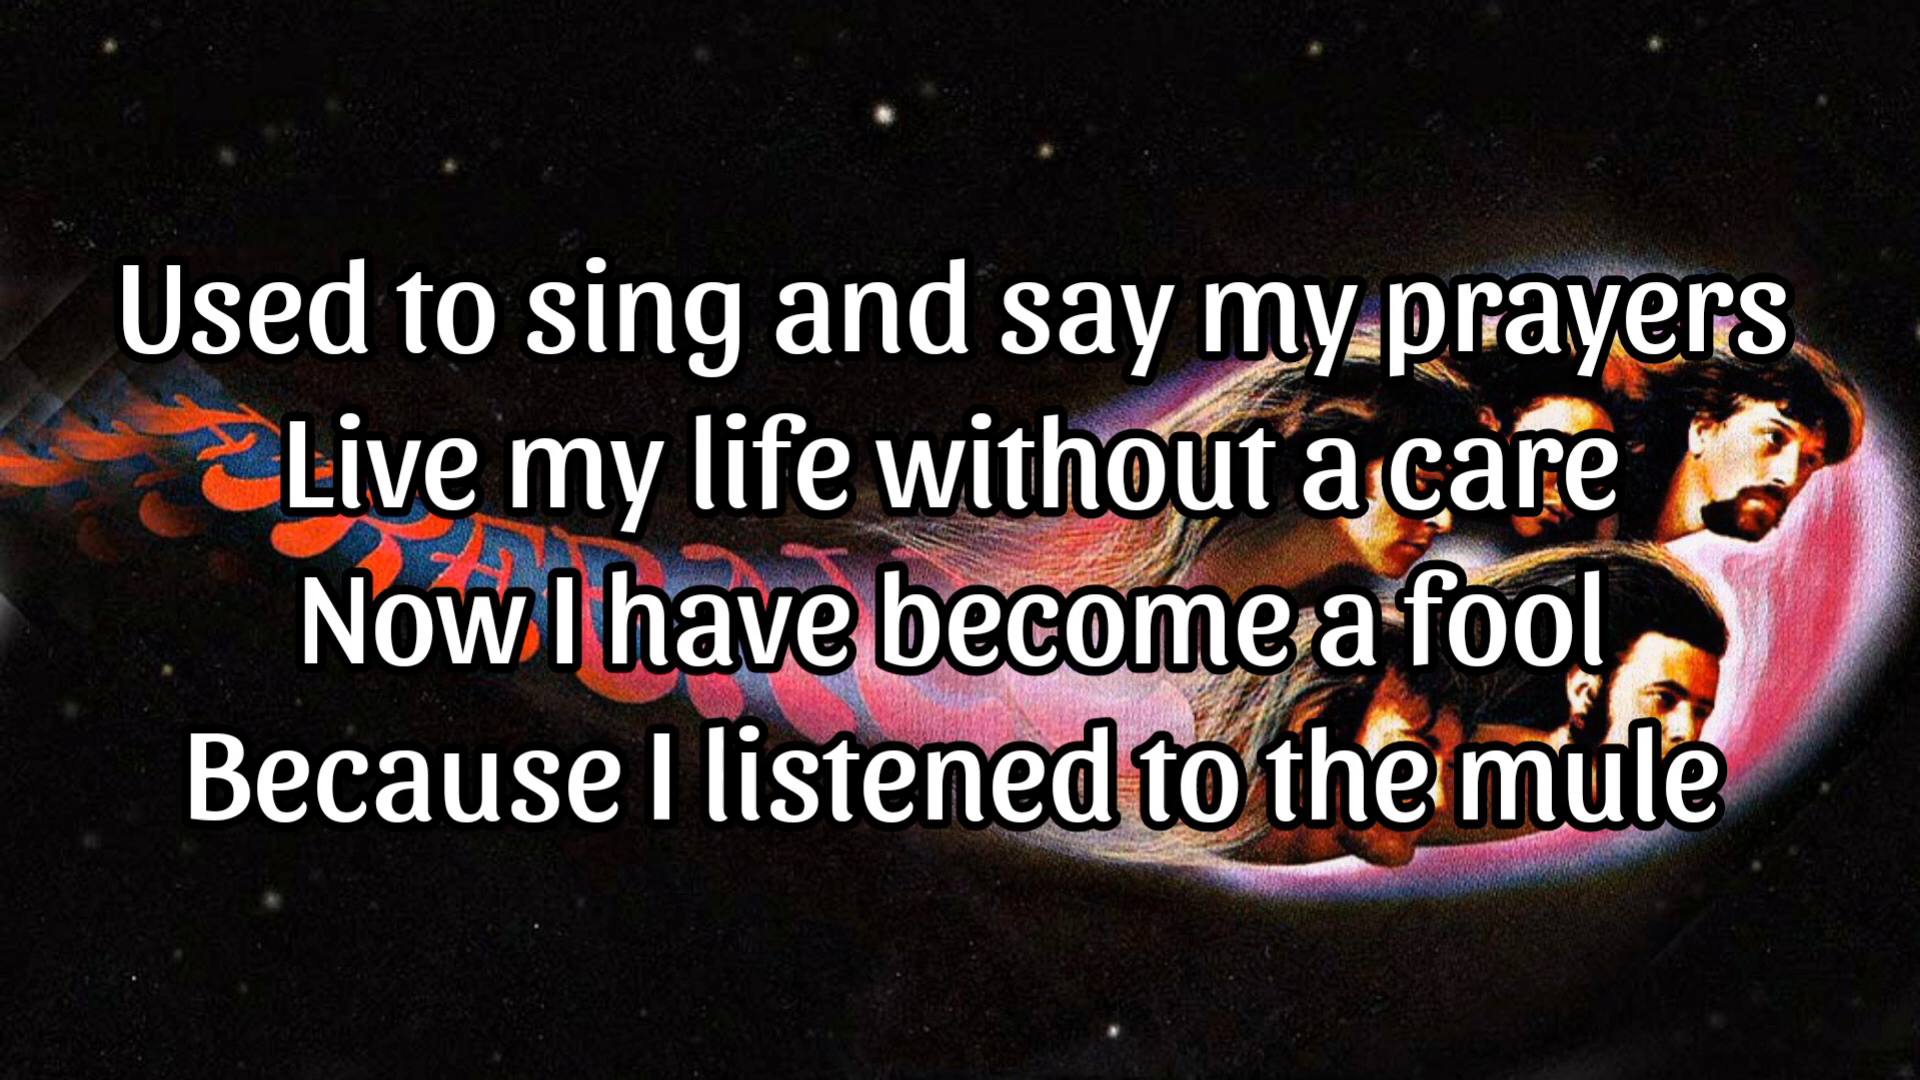 Used to sing and say my prayers
Live my life without a care
Now I have become a fool
Because I listened to the mule